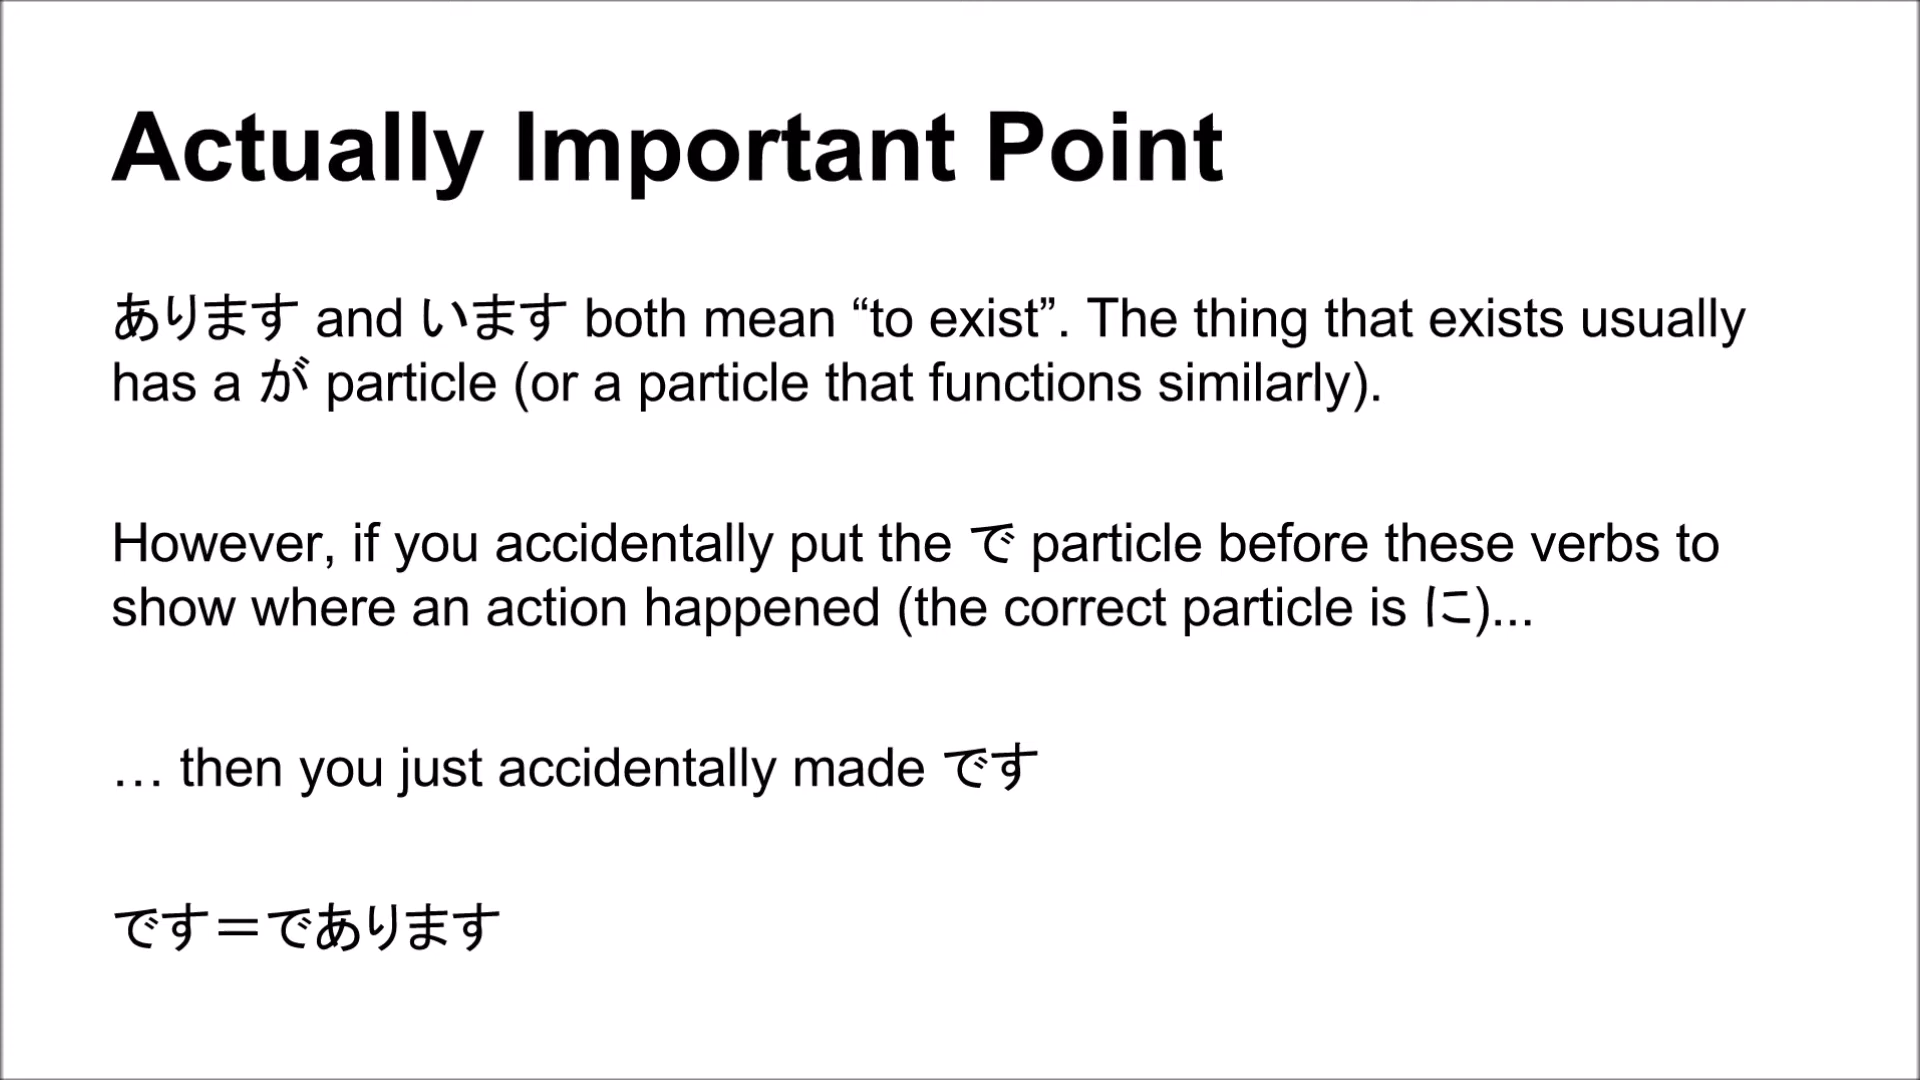 Actually Important Point
あります and います both mean “to exist”. The thing that exists usually
has a が particle (or a particle that functions similarly).
However, if you accidentally put the で particle before these verbs to
show where an action happened (the correct particle is に)...
… then you just accidentally made です
です＝であります